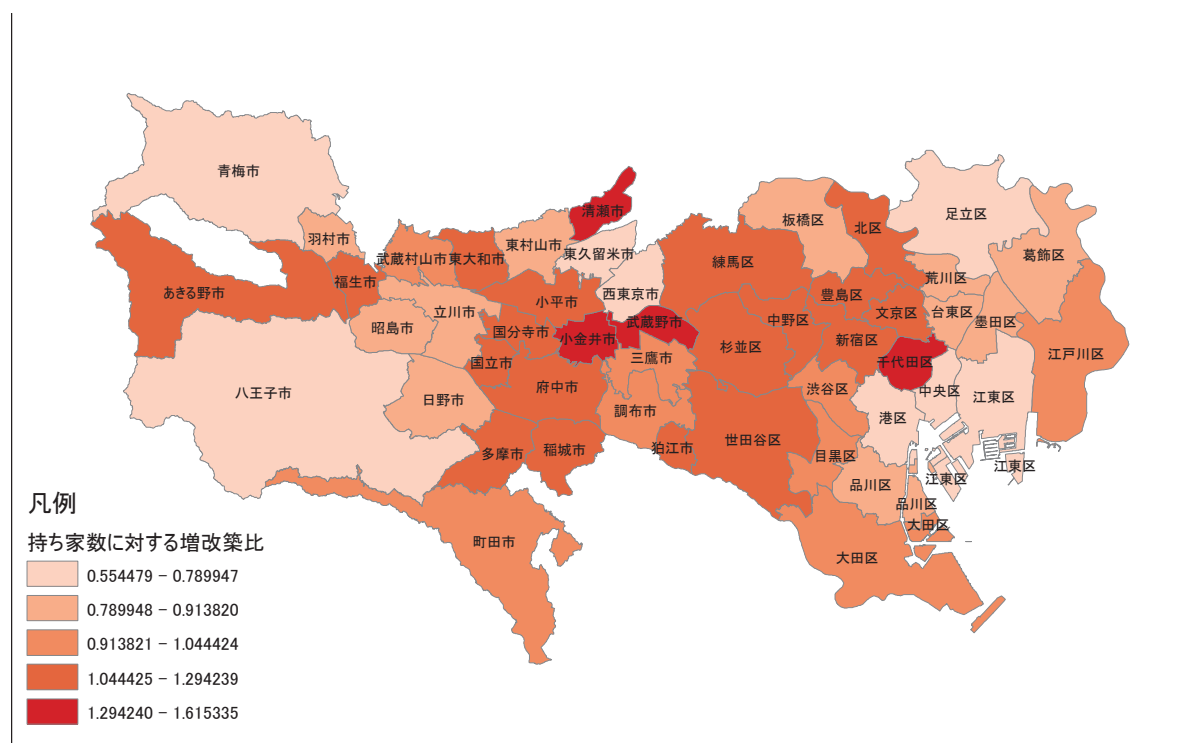 青梅市
羽村市
清瀬市
武蔵村山市
東大和市
東村山市
東久留米市
板橋区
北区
足立区
葛飾区
あきる野市
福生市
練馬区
荒川区
昭島市
立川市
小平市
西東京市
豊島区
文京区
台東区
墨田区
国分寺市
小金井市
武蔵野市
中野区
新宿区
千代田区
江戸川区
八王子市
国立市
三鷹市
杉並区
日野市
府中市
調布市
渋谷区
中央区
江東区
港区
多摩市
稲城市
狛江市
世田谷区
目黒区
江東区
江東区
品川区
品川区
大田区
町田市
大田区
凡例
持ち家数に対する増改築比
0.554479 − 0.789947
0.789948 − 0.913820
0.913821 − 1.044424
1.044425 − 1.294239
1.294240 − 1.615335